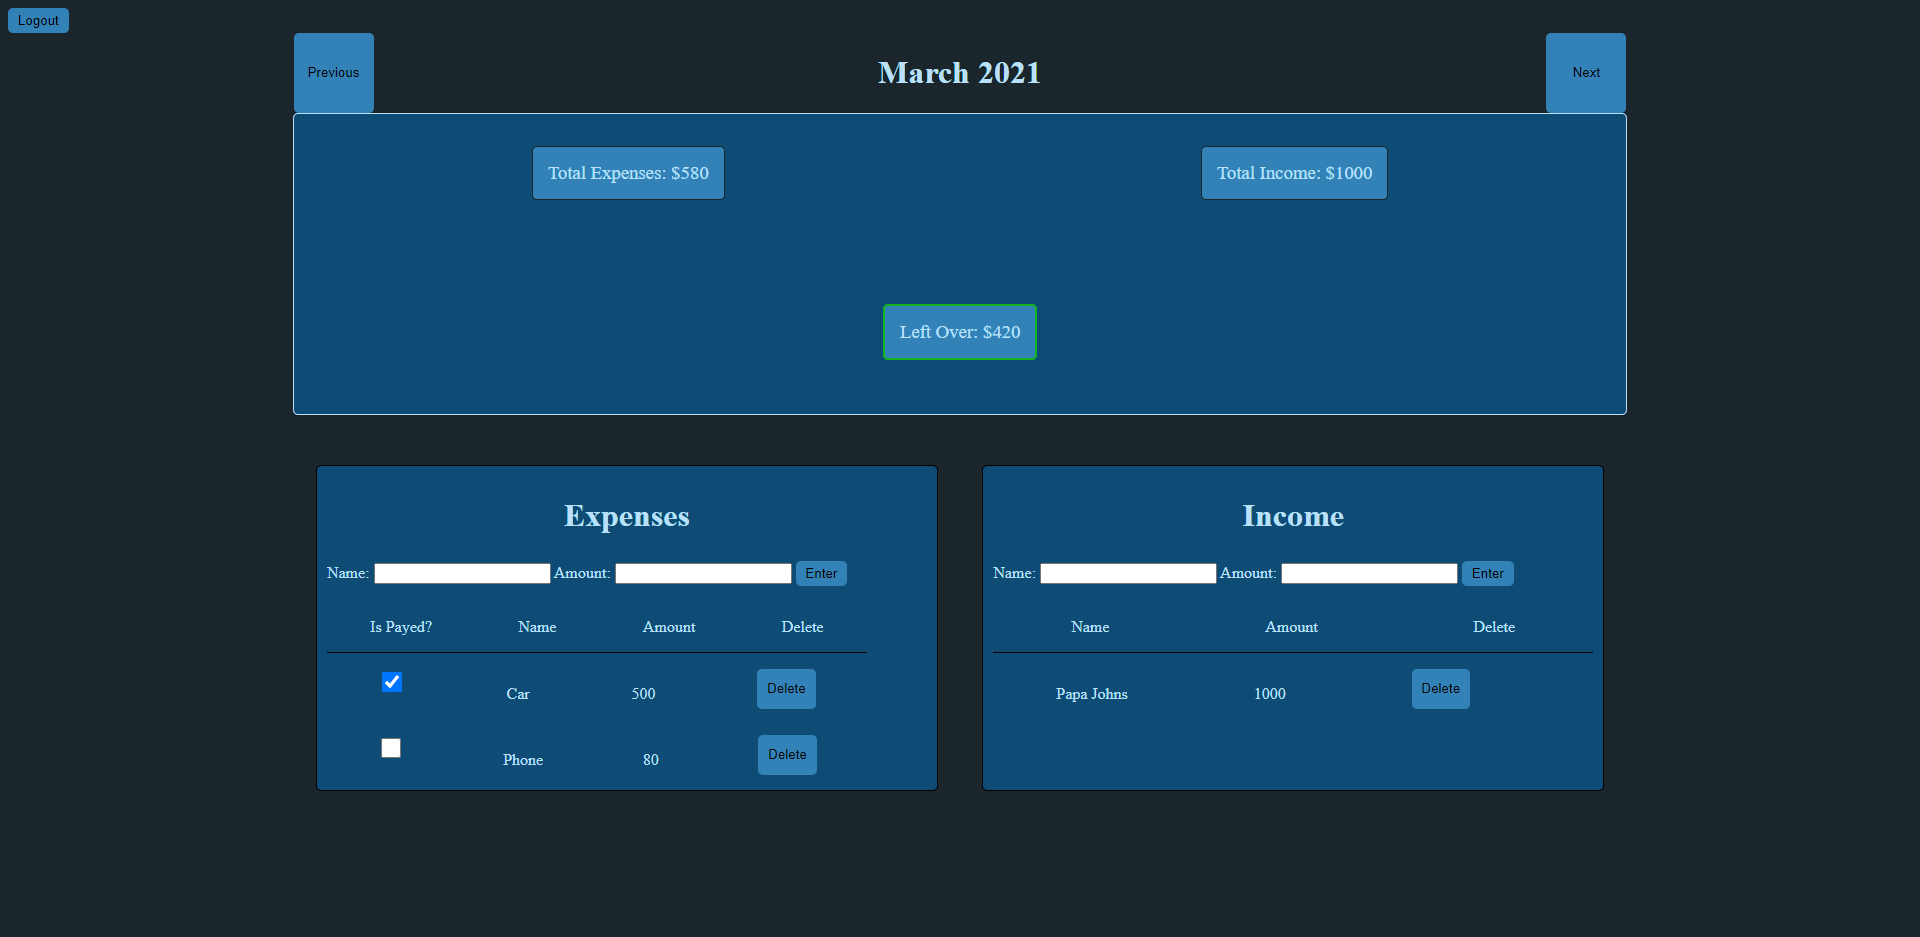 Logout
Previous March 2021 Next
Total Expenses: $580 Total Income: $1000
Left Over: $420
Expenses
Name: Amount: Enter
Is Payed? Name Amount Delete
Car 500 Delete
Phone 80 Delete
Income
Name: Amount: Enter
Name Amount Delete
Papa Johns 1000 Delete